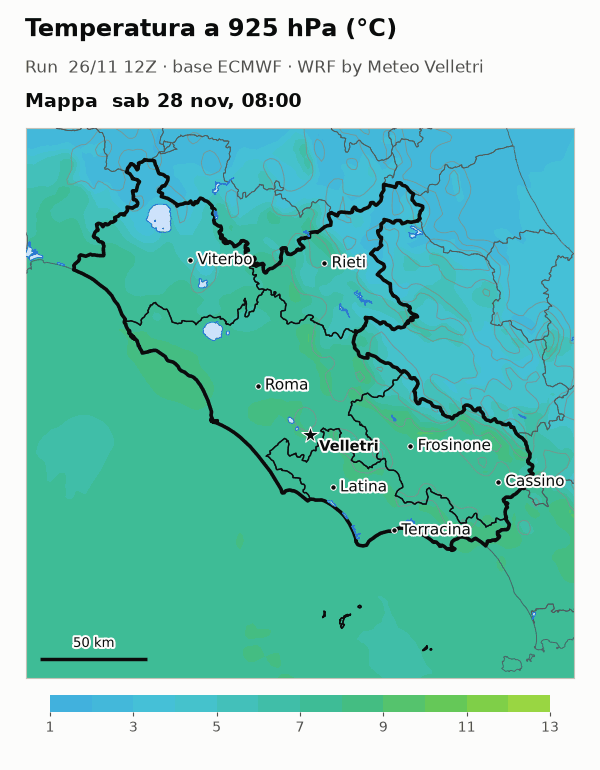 Temperatura a 925 hPa (°C)
Run  26/11 12Z · base ECMWF · WRF by Meteo Velletri
Mappa  sab 28 nov, 08:00
Viterbo
Rieti
Roma
Velletri
Frosinone
Cassino
Latina
Terracina
50 km
1 3 5 7 9 11 13